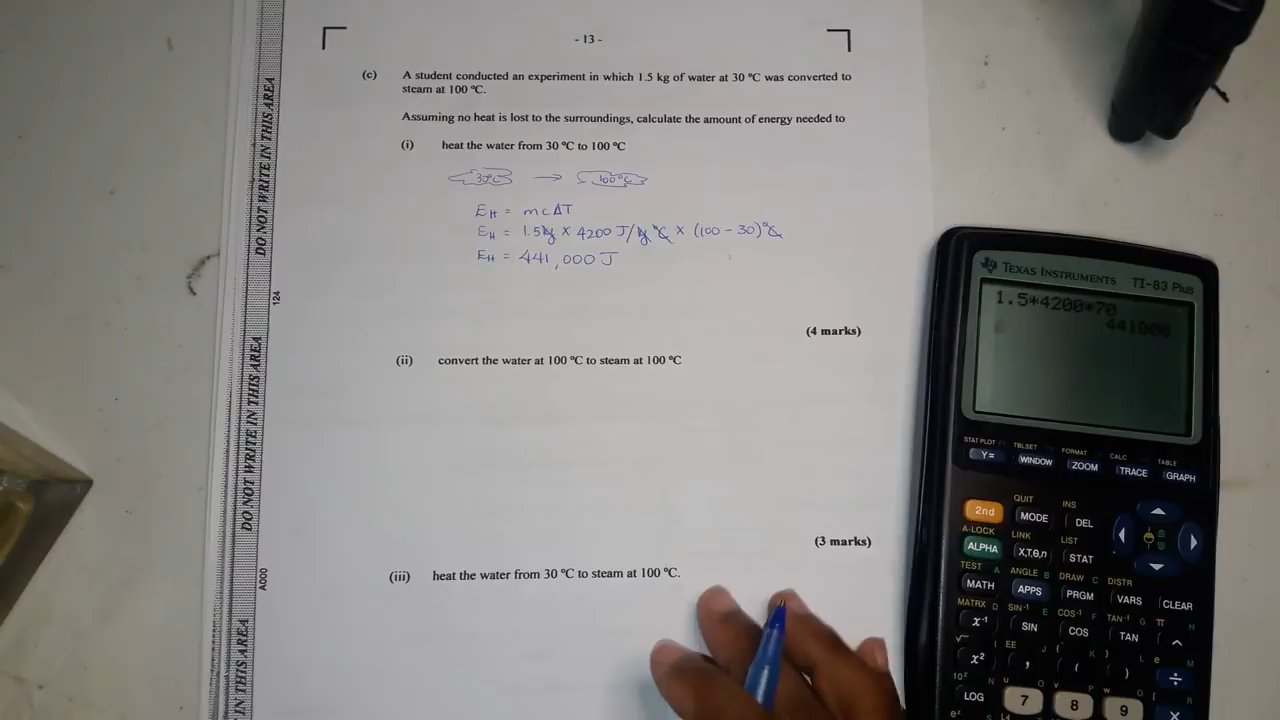 - 13 -
(c) A student conducted an experiment in which 1.5 kg of water at 30 °C was converted to
steam at 100 °C.
Assuming no heat is lost to the surroundings, calculate the amount of energy needed to
(i) heat the water from 30 °C to 100 °C
30°C → 100°C
E_H = mcΔT
E_H = 1.5kg × 4200 J/kg °C × (100 - 30)°C
E_H = 441,000 J
(4 marks)
(ii) convert the water at 100 °C to steam at 100 °C
(3 marks)
(iii) heat the water from 30 °C to steam at 100 °C.
DO NOT WRITE IN THIS AREA
124
DO NOT WRITE IN THIS AREA
A000
TEXAS INSTRUMENTS TI-83 Plus
1.5*4200*70
441000
STAT PLOT TBLSET FORMAT CALC TABLE
Y= WINDOW ZOOM TRACE GRAPH
QUIT INS
2nd MODE DEL
A-LOCK LINK LIST
ALPHA X,T,θ,n STAT
TEST A ANGLE B DRAW C DISTR
MATH APPS PRGM VARS CLEAR
MATRX D SIN⁻¹ E COS⁻¹ F TAN⁻¹ G π H
x⁻¹ SIN COS TAN ^
√ I EE J { K } L e M
x² , ( ) ÷
10ˣ N u O v P w Q [ R
LOG 7 8 9 ×
eˣ S L4